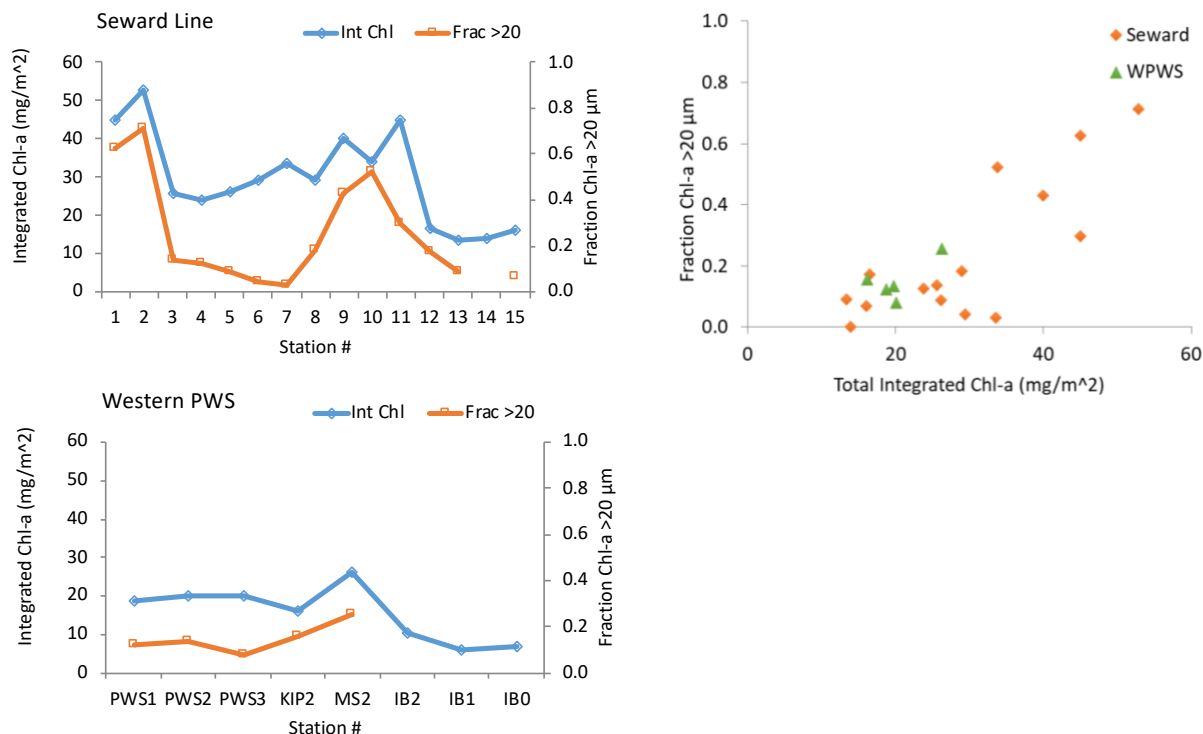 Seward Line
Int Chl
Frac >20
Integrated Chl-a (mg/m^2)
60
50
40
30
20
10
0
1.0
0.8
0.6
0.4
0.2
0.0
Fraction Chl-a >20 µm
1 2 3 4 5 6 7 8 9 10 11 12 13 14 15
Station #
Seward
WPWS
Fraction Chl-a >20 µm
1.0
0.8
0.6
0.4
0.2
0.0
0 20 40 60
Total Integrated Chl-a (mg/m^2)
Western PWS
Int Chl
Frac >20
Integrated Chl-a (mg/m^2)
60
50
40
30
20
10
0
1.0
0.8
0.6
0.4
0.2
0.0
Fraction Chl-a >20 µm
PWS1 PWS2 PWS3 KIP2 MS2 IB2 IB1 IB0
Station #